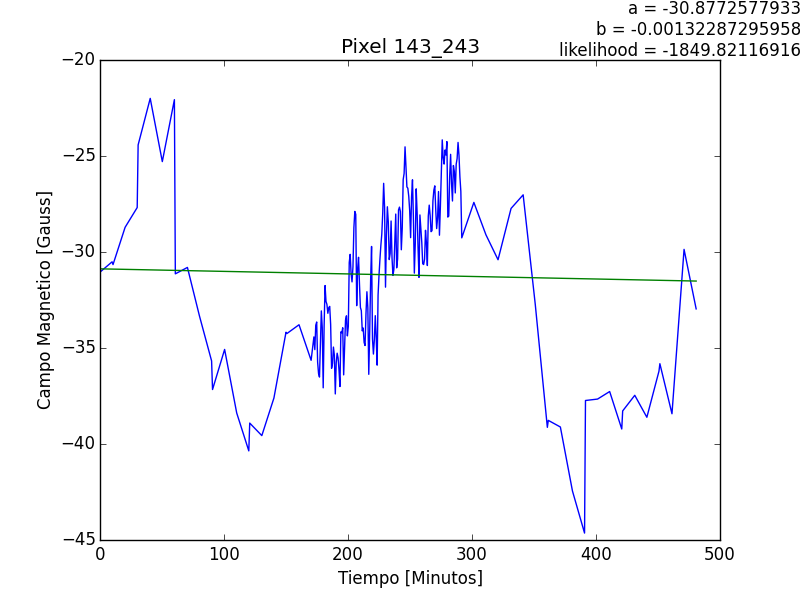 a = -30.8772577933
b = -0.00132287295958
likelihood = -1849.82116916
Pixel 143_243
−20
−25
−30
−35
−40
−45
Campo Magnetico [Gauss]
0 100 200 300 400 500
Tiempo [Minutos]